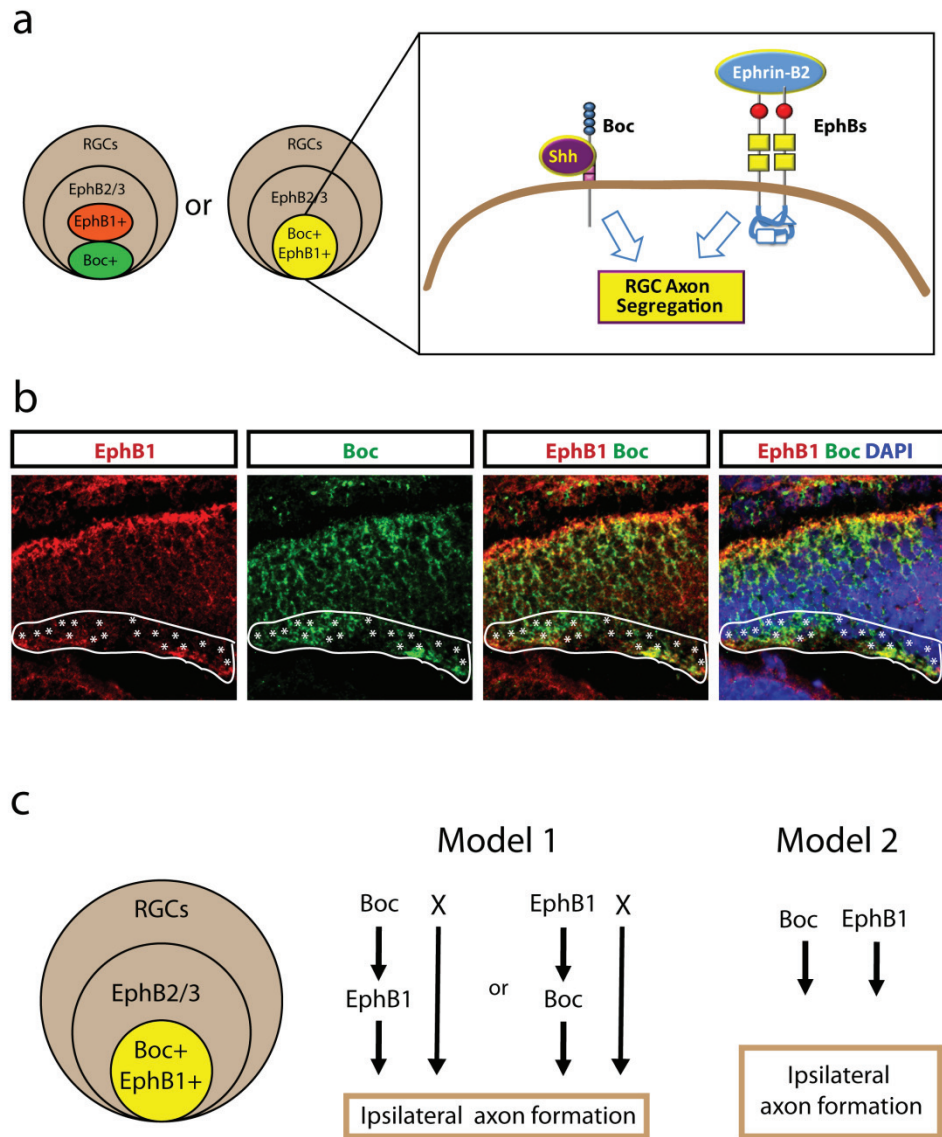 a
RGCs
EphB2/3
EphB1+
Boc+
or
RGCs
EphB2/3
Boc+
EphB1+
Shh
Boc
Ephrin-B2
EphBs
RGC Axon
Segregation
b
EphB1
Boc
EphB1 Boc
EphB1 Boc DAPI
c
RGCs
EphB2/3
Boc+
EphB1+
Model 1
Boc X
EphB1
or
EphB1 X
Boc
Ipsilateral axon formation
Model 2
Boc EphB1
Ipsilateral
axon formation